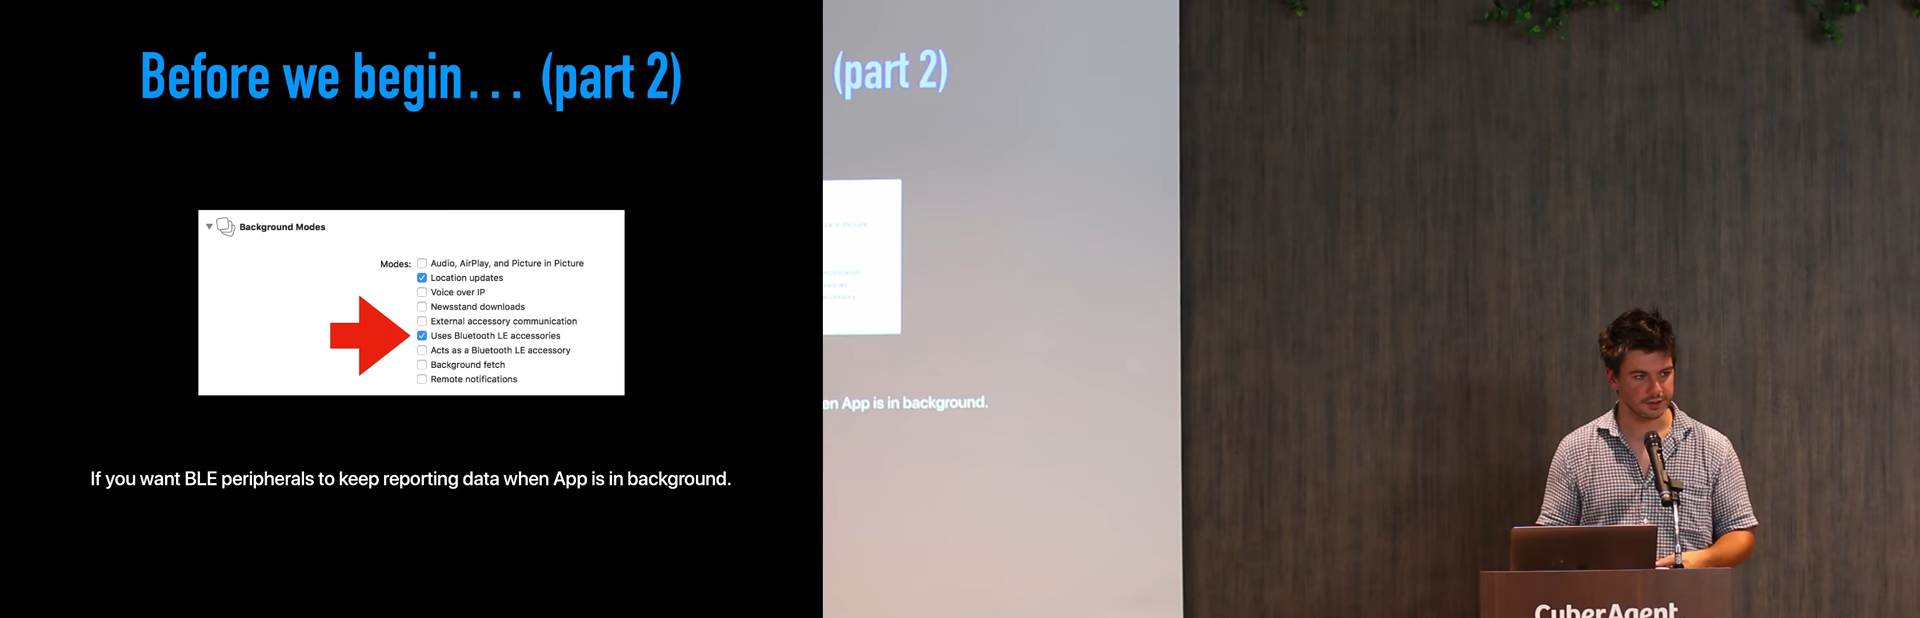 Before we begin... (part 2)
Background Modes
Modes:
Audio, AirPlay, and Picture in Picture
Location updates
Voice over IP
Newsstand downloads
External accessory communication
Uses Bluetooth LE accessories
Acts as a Bluetooth LE accessory
Background fetch
Remote notifications
If you want BLE peripherals to keep reporting data when App is in background.
(part 2)
en App is in background.
CyberAgent